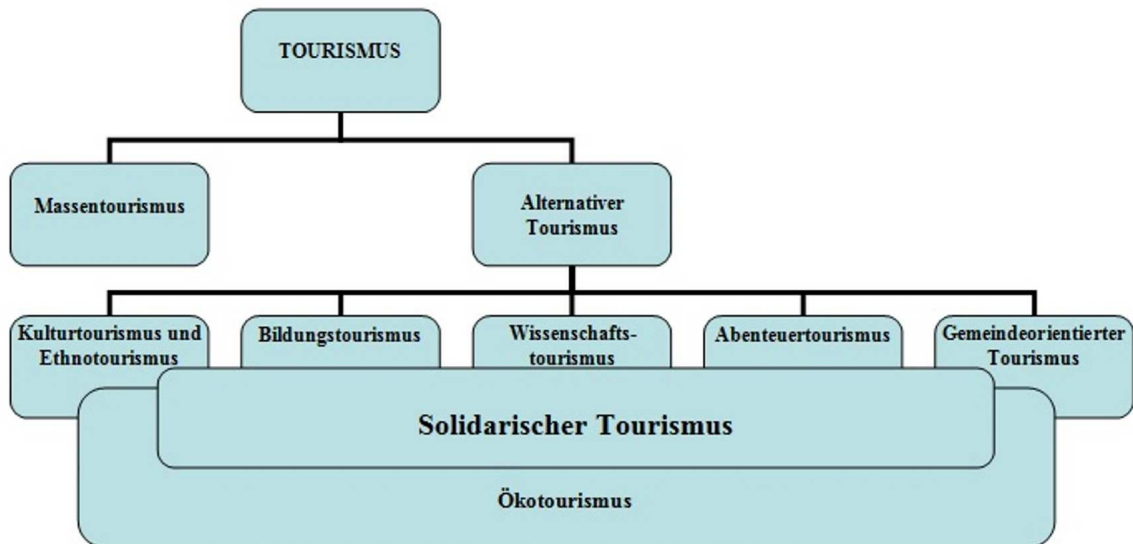 TOURISMUS
Massentourismus
Alternativer
Tourismus
Kulturtourismus und
Ethnotourismus
Bildungstourismus
Wissenschafts-
tourismus
Abenteuertourismus
Gemeindeorientierter
Tourismus
Solidarischer Tourismus
Ökotourismus